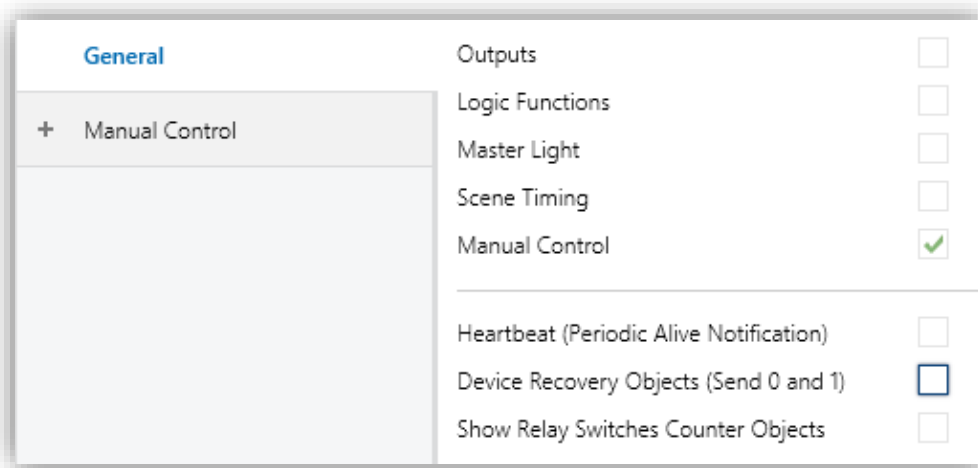 General
+ Manual Control
Outputs
Logic Functions
Master Light
Scene Timing
Manual Control
Heartbeat (Periodic Alive Notification)
Device Recovery Objects (Send 0 and 1)
Show Relay Switches Counter Objects